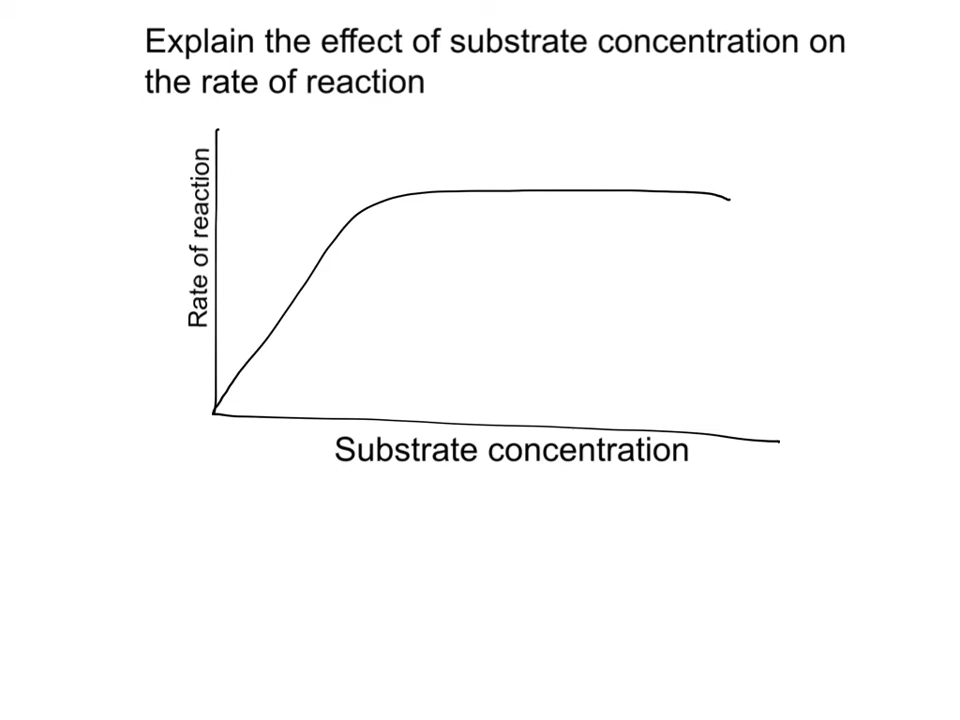 Explain the effect of substrate concentration on
the rate of reaction
Rate of reaction
Substrate concentration